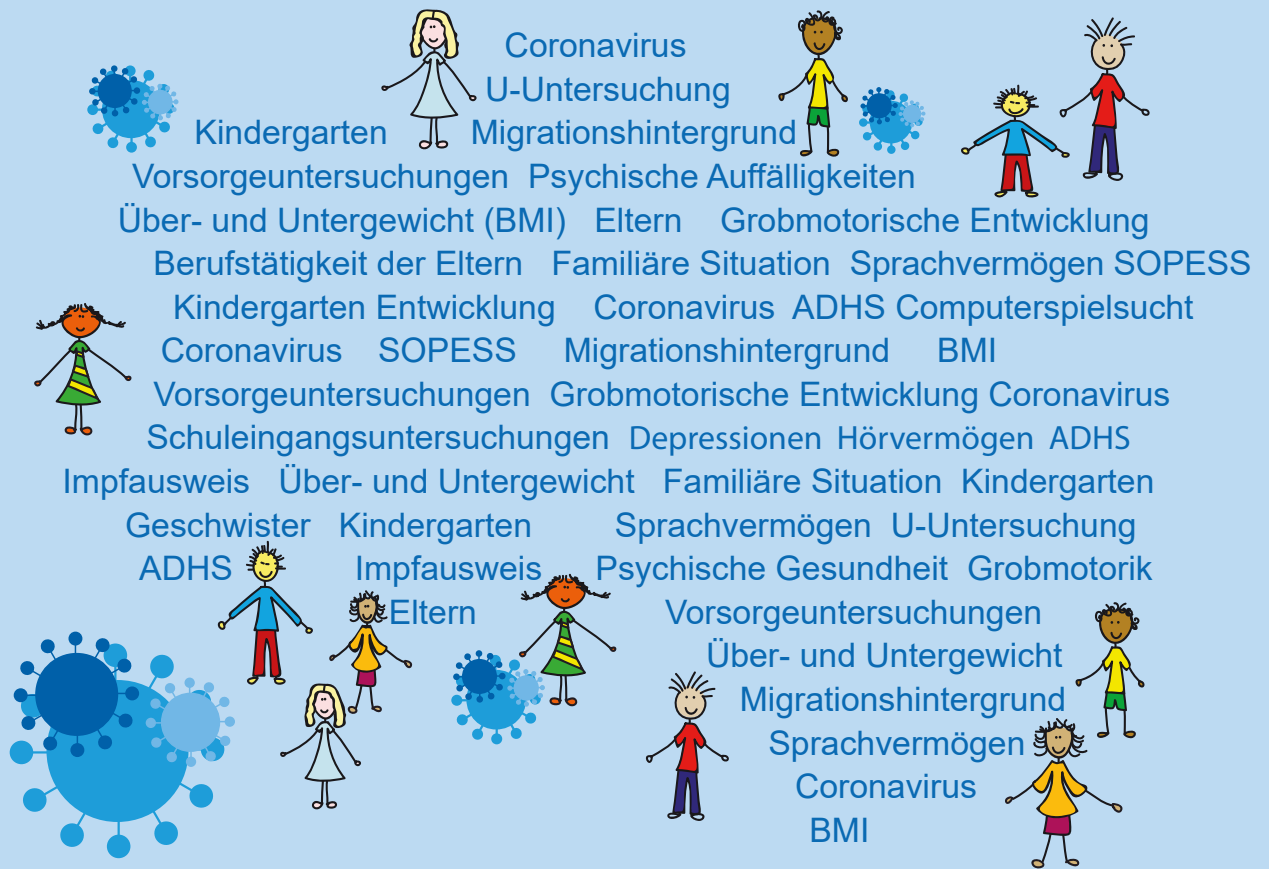 Coronavirus
U-Untersuchung
Kindergarten Migrationshintergrund
Vorsorgeuntersuchungen Psychische Auffälligkeiten
Über- und Untergewicht (BMI) Eltern Grobmotorische Entwicklung
Berufstätigkeit der Eltern Familiäre Situation Sprachvermögen SOPESS
Kindergarten Entwicklung Coronavirus ADHS Computerspielsucht
Coronavirus SOPESS Migrationshintergrund BMI
Vorsorgeuntersuchungen Grobmotorische Entwicklung Coronavirus
Schuleingangsuntersuchungen Depressionen Hörvermögen ADHS
Impfausweis Über- und Untergewicht Familiäre Situation Kindergarten
Geschwister Kindergarten Sprachvermögen U-Untersuchung
ADHS Impfausweis Psychische Gesundheit Grobmotorik
Eltern Vorsorgeuntersuchungen
Über- und Untergewicht
Migrationshintergrund
Sprachvermögen
Coronavirus
BMI